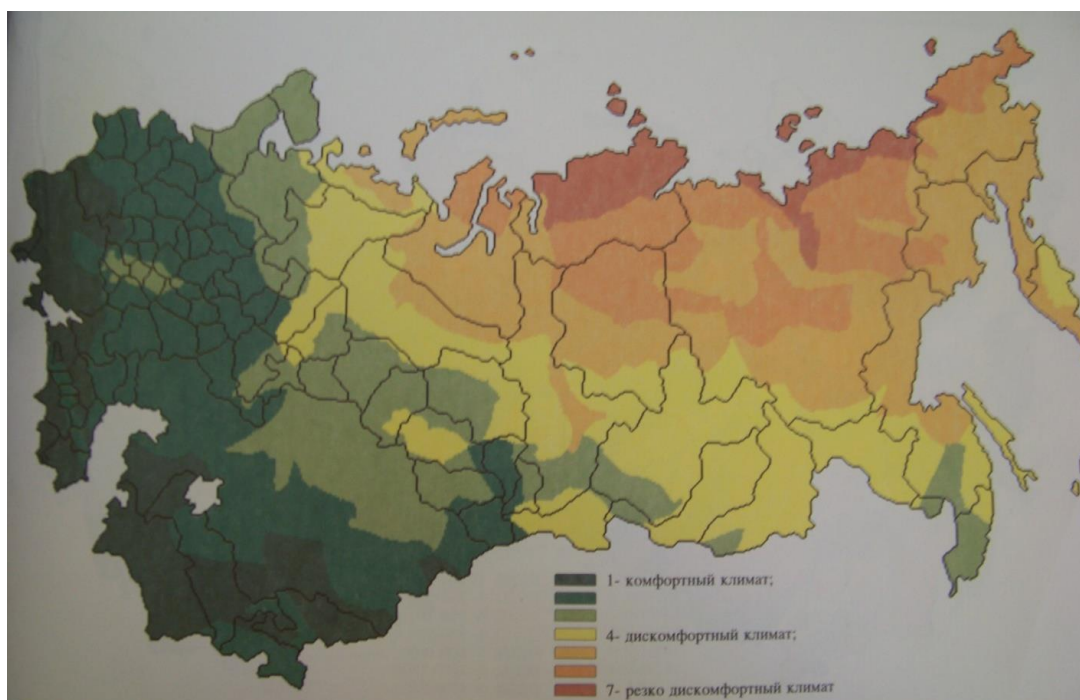 1- комфортный климат;
4- дискомфортный климат;
7- резко дискомфортный климат